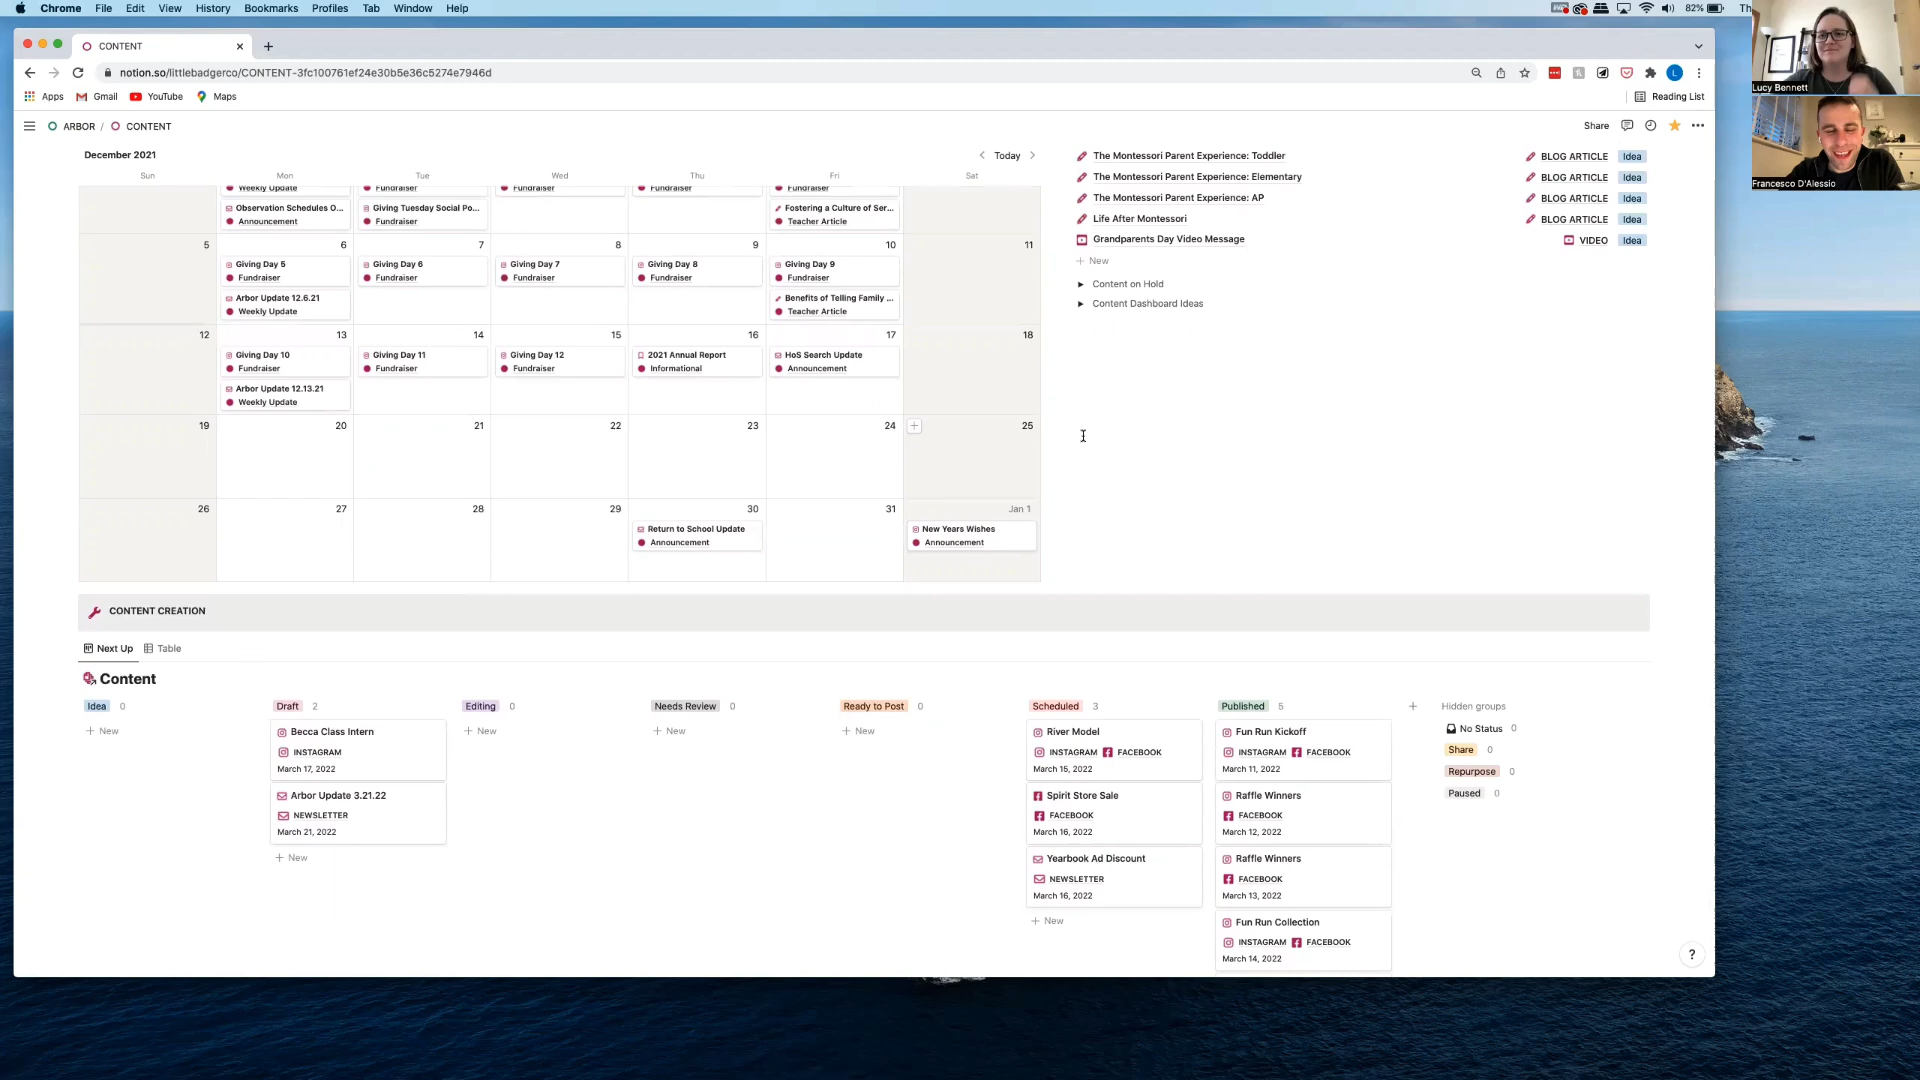 Chrome File Edit View History Bookmarks Profiles Tab Window Help 82% Th
CONTENT
notion.so/littlebadgerco/CONTENT-3fc100761ef24e30b5e36c5274e7946d
Apps Gmail YouTube Maps Reading List
ARBOR / CONTENT Share
Lucy Bennett
Francesco D'Alessio
December 2021 Today
Sun Mon Tue Wed Thu Fri Sat
Weekly Update Fundraiser Fundraiser Fundraiser Fundraiser
Observation Schedules O... Giving Tuesday Social Po... Fostering a Culture of Ser...
Announcement Fundraiser Teacher Article
5 6 7 8 9 10 11
Giving Day 5 Giving Day 6 Giving Day 7 Giving Day 8 Giving Day 9
Fundraiser Fundraiser Fundraiser Fundraiser Fundraiser
Arbor Update 12.6.21 Benefits of Telling Family ...
Weekly Update Teacher Article
12 13 14 15 16 17 18
Giving Day 10 Giving Day 11 Giving Day 12 2021 Annual Report HoS Search Update
Fundraiser Fundraiser Fundraiser Informational Announcement
Arbor Update 12.13.21
Weekly Update
19 20 21 22 23 24 25
26 27 28 29 30 31 Jan 1
Return to School Update New Years Wishes
Announcement Announcement
The Montessori Parent Experience: Toddler BLOG ARTICLE Idea
The Montessori Parent Experience: Elementary BLOG ARTICLE Idea
The Montessori Parent Experience: AP BLOG ARTICLE Idea
Life After Montessori BLOG ARTICLE Idea
Grandparents Day Video Message VIDEO Idea
+ New
Content on Hold
Content Dashboard Ideas
CONTENT CREATION
Next Up Table
Content
Idea 0
+ New
Draft 2
Becca Class Intern
INSTAGRAM
March 17, 2022
Arbor Update 3.21.22
NEWSLETTER
March 21, 2022
+ New
Editing 0
+ New
Needs Review 0
+ New
Ready to Post 0
+ New
Scheduled 3
River Model
INSTAGRAM FACEBOOK
March 15, 2022
Spirit Store Sale
FACEBOOK
March 16, 2022
Yearbook Ad Discount
NEWSLETTER
March 16, 2022
+ New
Published 5
Fun Run Kickoff
INSTAGRAM FACEBOOK
March 11, 2022
Raffle Winners
FACEBOOK
March 12, 2022
Raffle Winners
FACEBOOK
March 13, 2022
Fun Run Collection
INSTAGRAM FACEBOOK
March 14, 2022
Hidden groups
No Status 0
Share 0
Repurpose 0
Paused 0
L
?